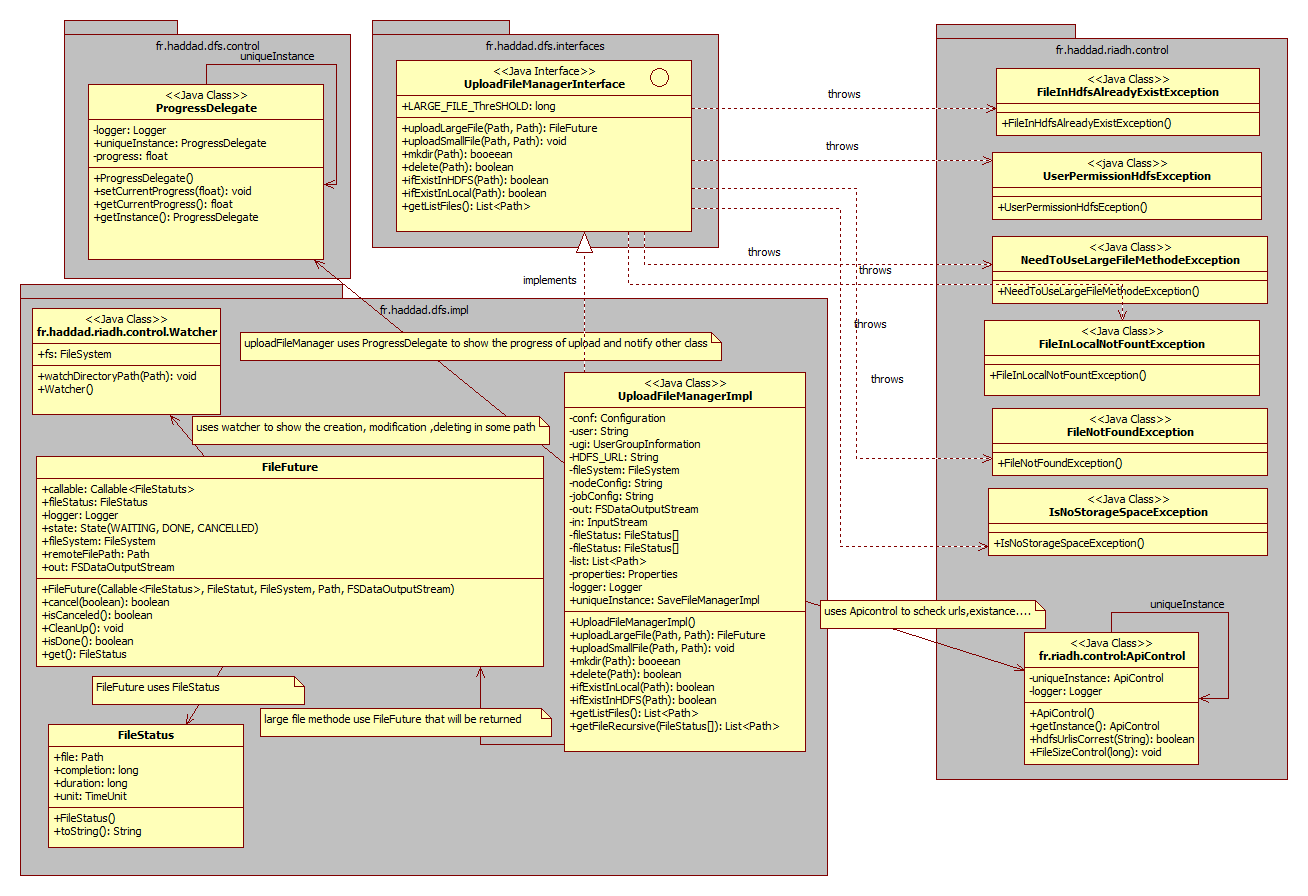 fr.haddad.dfs.control
uniqueInstance
<<Java Class>>
ProgressDelegate
-logger: Logger
+uniqueInstance: ProgressDelegate
-progress: float
+ProgressDelegate()
+setCurrentProgress(float): void
+getCurrentProgress(): float
+getInstance(): ProgressDelegate
fr.haddad.dfs.interfaces
<<Java Interface>>
UploadFileManagerInterface
+LARGE_FILE_ThreSHOLD: long
+uploadLargeFile(Path, Path): FileFuture
+uploadSmallFile(Path, Path): void
+mkdir(Path): booeean
+delete(Path): boolean
+ifExistInHDFS(Path): boolean
+ifExistInLocal(Path): boolean
+getListFiles(): List<Path>
throws
throws
throws
throws
throws
throws
implements
fr.haddad.riadh.control
<<Java Class>>
FileInHdfsAlreadyExistException
+FileInHdfsAlreadyExistException()
<<java Class>>
UserPermissionHdfsException
+UserPermissionHdfsEception()
<<Java Class>>
NeedToUseLargeFileMethodeException
+NeedToUseLargeFileMethodeException()
<<Java Class>>
FileInLocalNotFountException
+FileInLocalNotFountException()
<<Java Class>>
FileNotFoundException
+FileNotFoundException()
<<Java Class>>
IsNoStorageSpaceException
+IsNoStorageSpaceException()
uniqueInstance
<<Java Class>>
fr.riadh.control:ApiControl
-uniqueInstance: ApiControl
-logger: Logger
+ApiControl()
+getInstance(): ApiControl
+hdfsUrlisCorrest(String): boolean
+FileSizeControl(long): void
fr.haddad.dfs.impl
<<Java Class>>
fr.haddad.riadh.control.Watcher
+fs: FileSystem
+watchDirectoryPath(Path): void
+Watcher()
uploadFileManager uses ProgressDelegate to show the progress of upload and notify other class
uses watcher to show the creation, modification ,deleting in some path
FileFuture
+callable: Callable<FileStatuts>
+fileStatus: FileStatus
+logger: Logger
+state: State(WAITING, DONE, CANCELLED)
+fileSystem: FileSystem
+remoteFilePath: Path
+out: FSDataOutputStream
+FileFuture(Callable<FileStatus>, FileStatut, FileSystem, Path, FSDataOutputStream)
+cancel(boolean): boolean
+isCanceled(): boolean
+CleanUp(): void
+isDone(): boolean
+get(): FileStatus
FileFuture uses FileStatus
large file methode use FileFuture that will be returned
FileStatus
+file: Path
+completion: long
+duration: long
+unit: TimeUnit
+FileStatus()
+toString(): String
<<Java Class>>
UploadFileManagerImpl
-conf: Configuration
-user: String
-ugi: UserGroupInformation
-HDFS_URL: String
-fileSystem: FileSystem
-nodeConfig: String
-jobConfig: String
-out: FSDataOutputStream
-in: InputStream
-fileStatus: FileStatus[]
-fileStatus: FileStatus[]
-list: List<Path>
-properties: Properties
-logger: Logger
+uniqueInstance: SaveFileManagerImpl
+UploadFileManagerImpl()
+uploadLargeFile(Path, Path): FileFuture
+uploadSmallFile(Path, Path): void
+mkdir(Path): booeean
+delete(Path): boolean
+ifExistInLocal(Path): boolean
+ifExistInHDFS(Path): boolean
+getListFiles(): List<Path>
+getFileRecursive(FileStatus[]): List<Path>
uses Apicontrol to scheck urls,existance....